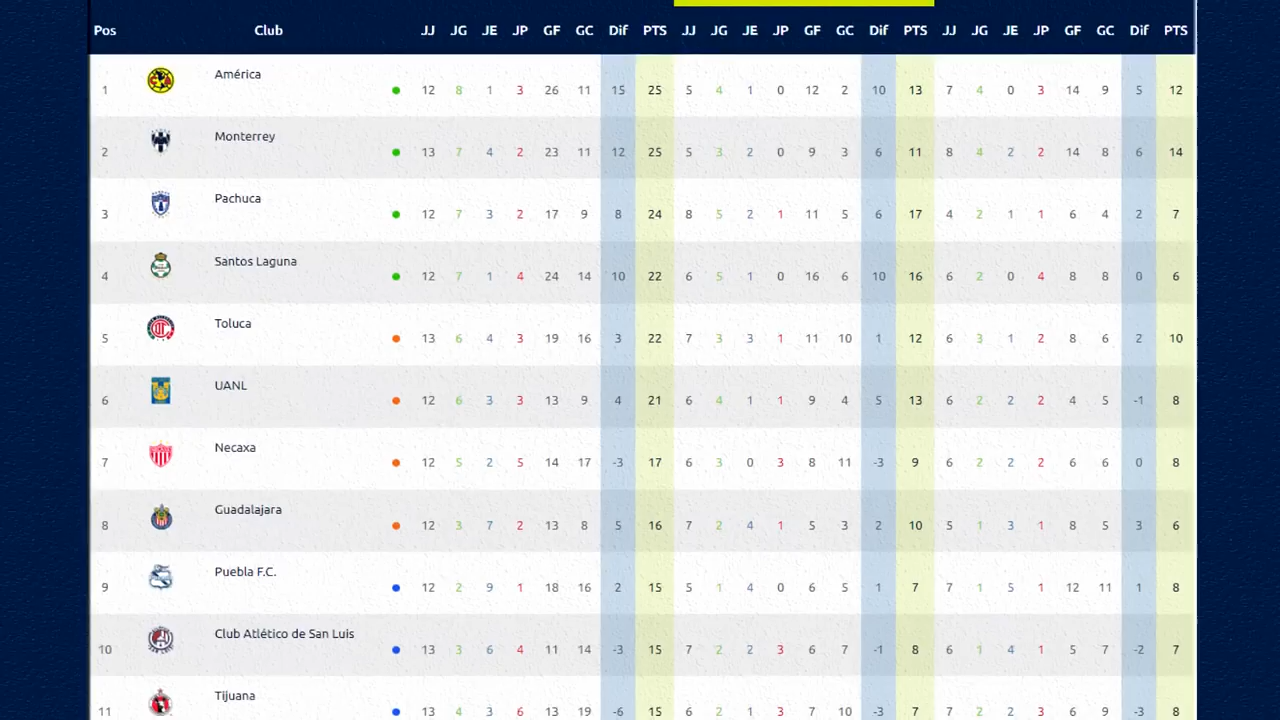 Pos Club JJ JG JE JP GF GC Dif PTS JJ JG JE JP GF GC Dif PTS JJ JG JE JP GF GC Dif PTS
1 América 12 8 1 3 26 11 15 25 5 4 1 0 12 2 10 13 7 4 0 3 14 9 5 12
2 Monterrey 13 7 4 2 23 11 12 25 5 3 2 0 9 3 6 11 8 4 2 2 14 8 6 14
3 Pachuca 12 7 3 2 17 9 8 24 8 5 2 1 11 5 6 17 4 2 1 1 6 4 2 7
4 Santos Laguna 12 7 1 4 24 14 10 22 6 5 1 0 16 6 10 16 6 2 0 4 8 8 0 6
5 Toluca 13 6 4 3 19 16 3 22 7 3 3 1 11 10 1 12 6 3 1 2 8 6 2 10
6 UANL 12 6 3 3 13 9 4 21 6 4 1 1 9 4 5 13 6 2 2 2 4 5 -1 8
7 Necaxa 12 5 2 5 14 17 -3 17 6 3 0 3 8 11 -3 9 6 2 2 2 6 6 0 8
8 Guadalajara 12 3 7 2 13 8 5 16 7 2 4 1 5 3 2 10 5 1 3 1 8 5 3 6
9 Puebla F.C. 12 2 9 1 18 16 2 15 5 1 4 0 6 5 1 7 7 1 5 1 12 11 1 8
10 Club Atlético de San Luis 13 3 6 4 11 14 -3 15 7 2 2 3 6 7 -1 8 6 1 4 1 5 7 -2 7
11 Tijuana 13 4 3 6 13 19 -6 15 6 2 1 3 7 10 -3 7 7 2 2 3 6 9 -3 8